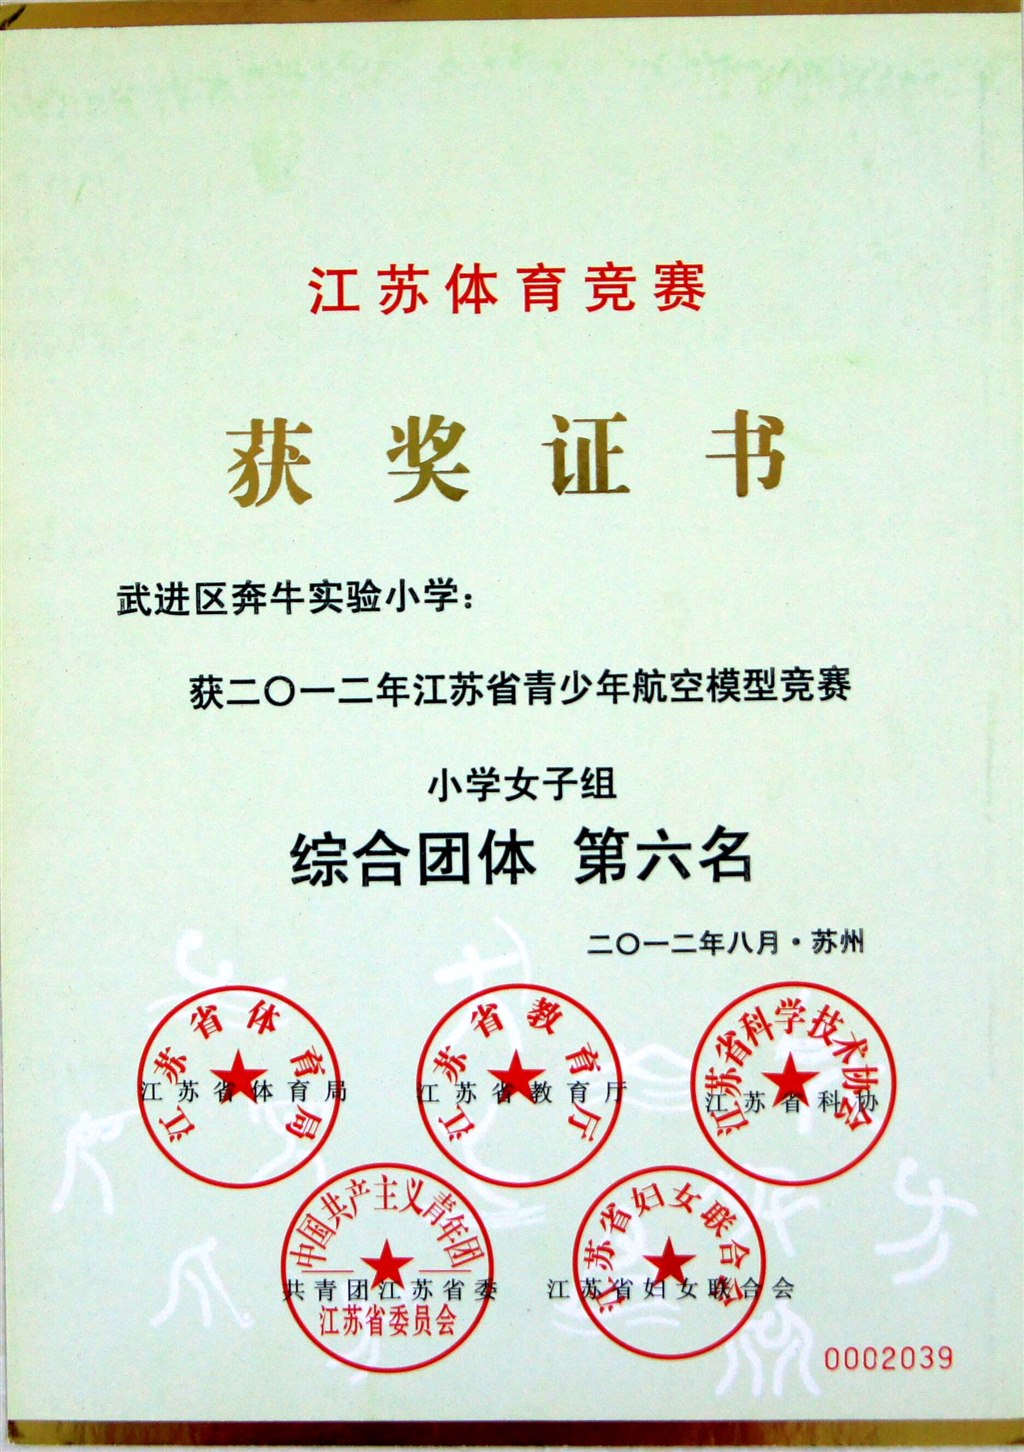 江苏体育竞赛
获奖证书
武进区奔牛实验小学：
获二〇一二年江苏省青少年航空模型竞赛
小学女子组
综合团体 第六名
二〇一二年八月·苏州
江苏省体育局
江苏省体育局
江苏省教育厅
江苏省教育厅
江苏省科学技术协会
江苏省科协
中国共产主义青年团
共青团江苏省委
江苏省委员会
江苏省妇女联合会
江苏省妇女联合会
0002039